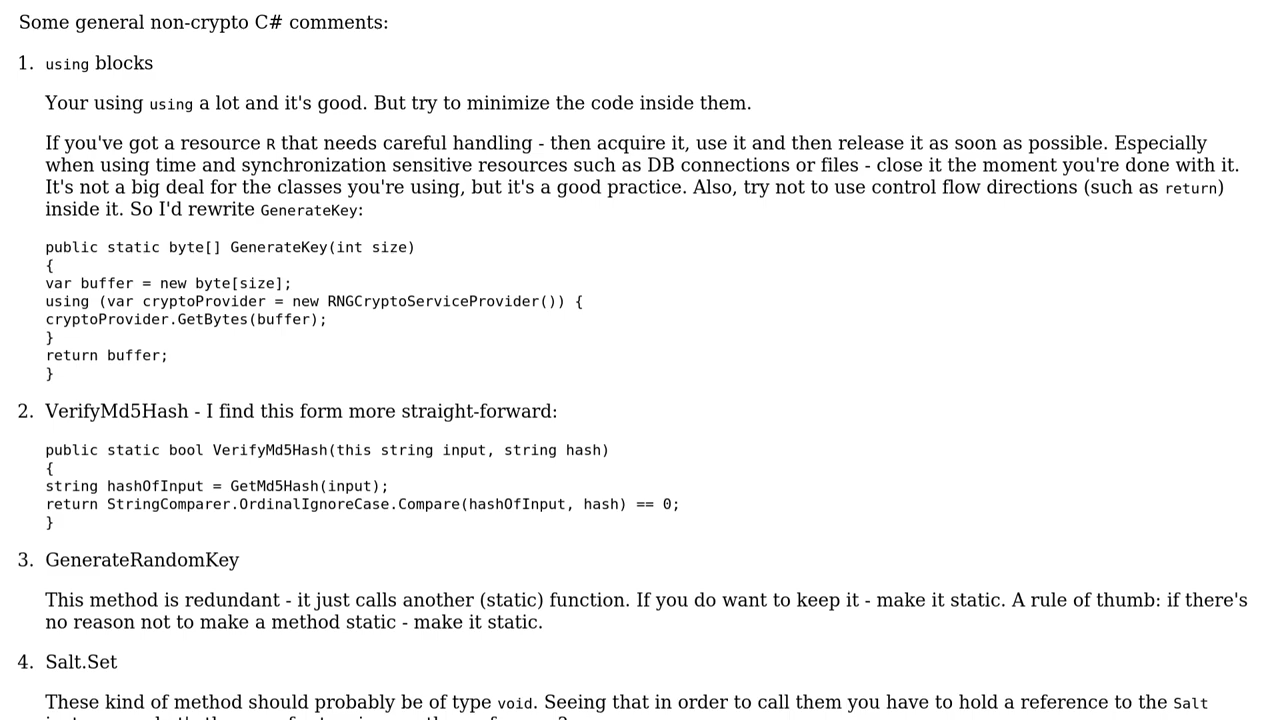 Some general non-crypto C# comments:
1. using blocks
Your using using a lot and it's good. But try to minimize the code inside them.
If you've got a resource R that needs careful handling - then acquire it, use it and then release it as soon as possible. Especially
when using time and synchronization sensitive resources such as DB connections or files - close it the moment you're done with it.
It's not a big deal for the classes you're using, but it's a good practice. Also, try not to use control flow directions (such as return)
inside it. So I'd rewrite GenerateKey:
public static byte[] GenerateKey(int size)
{
var buffer = new byte[size];
using (var cryptoProvider = new RNGCryptoServiceProvider()) {
cryptoProvider.GetBytes(buffer);
}
return buffer;
}
2. VerifyMd5Hash - I find this form more straight-forward:
public static bool VerifyMd5Hash(this string input, string hash)
{
string hashOfInput = GetMd5Hash(input);
return StringComparer.OrdinalIgnoreCase.Compare(hashOfInput, hash) == 0;
}
3. GenerateRandomKey
This method is redundant - it just calls another (static) function. If you do want to keep it - make it static. A rule of thumb: if there's
no reason not to make a method static - make it static.
4. Salt.Set
These kind of method should probably be of type void. Seeing that in order to call them you have to hold a reference to the Salt